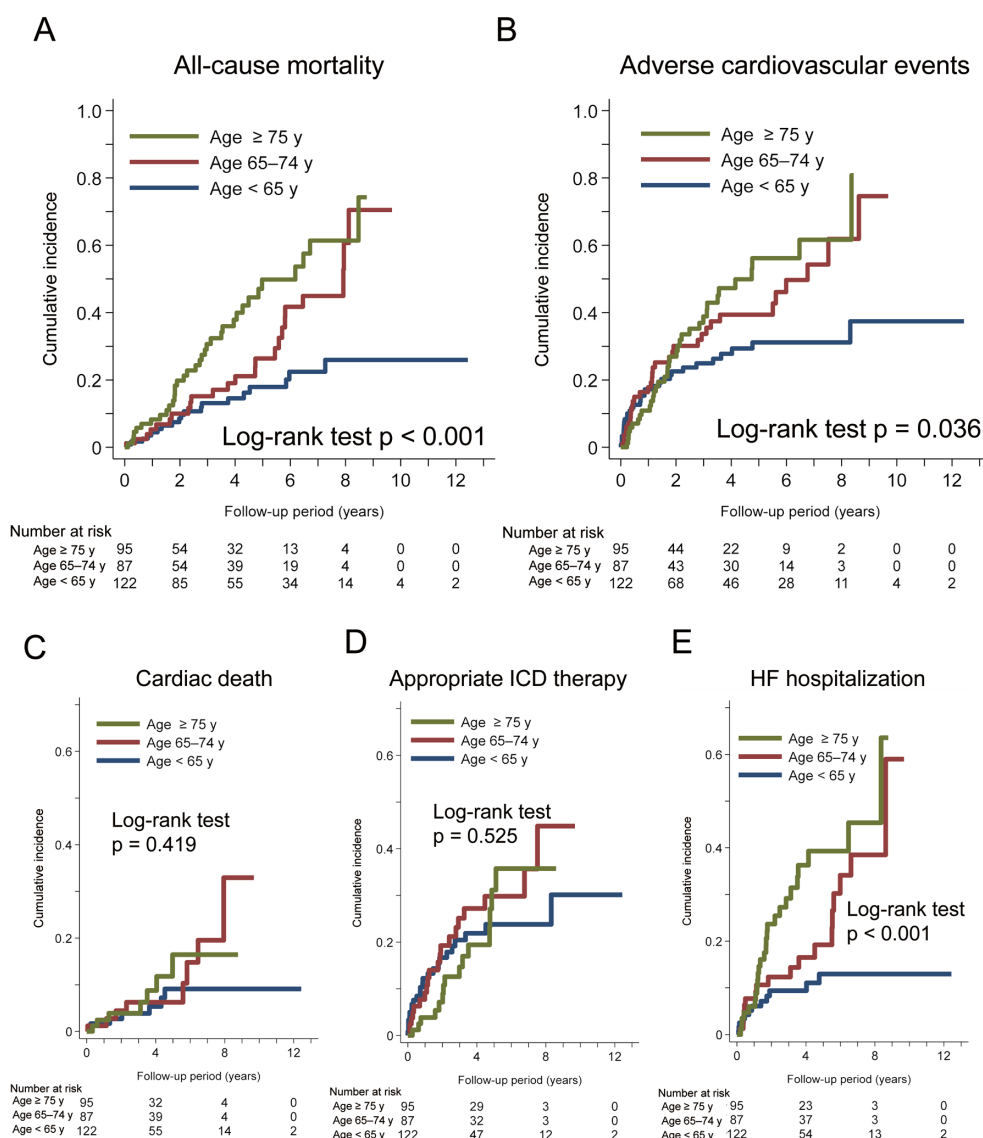 A
All-cause mortality
Cumulative incidence
1.0
0.8
0.6
0.4
0.2
0
Age ≥ 75 y
Age 65–74 y
Age < 65 y
Log-rank test p < 0.001
0 2 4 6 8 10 12
Follow-up period (years)
Number at risk
Age ≥ 75 y 95 54 32 13 4 0 0
Age 65–74 y 87 54 39 19 4 0 0
Age < 65 y 122 85 55 34 14 4 2
B
Adverse cardiovascular events
Cumulative incidence
1.0
0.8
0.6
0.4
0.2
0
Age ≥ 75 y
Age 65–74 y
Age < 65 y
Log-rank test p = 0.036
0 2 4 6 8 10 12
Follow-up period (years)
Number at risk
Age ≥ 75 y 95 44 22 9 2 0 0
Age 65–74 y 87 43 30 14 3 0 0
Age < 65 y 122 68 46 28 11 4 2
C
Cardiac death
Cumulative incidence
0.6
0.4
0.2
0
Age ≥ 75 y
Age 65–74 y
Age < 65 y
Log-rank test
p = 0.419
0 4 8 12
Follow-up period (years)
Number at risk
Age ≥ 75 y 95 32 4 0
Age 65–74 y 87 39 4 0
Age < 65 y 122 55 14 2
D
Appropriate ICD therapy
Cumulative incidence
0.6
0.4
0.2
0
Age ≥ 75 y
Age 65–74 y
Age < 65 y
Log-rank test
p = 0.525
0 4 8 12
Follow-up period (years)
Number at risk
Age ≥ 75 y 95 29 3 0
Age 65–74 y 87 32 3 0
Age < 65 y 122 47 12 2
E
HF hospitalization
Cumulative incidence
0.6
0.4
0.2
0
Age ≥ 75 y
Age 65–74 y
Age < 65 y
Log-rank test
p < 0.001
0 4 8 12
Follow-up period (years)
Number at risk
Age ≥ 75 y 95 23 3 0
Age 65–74 y 87 37 3 0
Age < 65 y 122 54 13 2